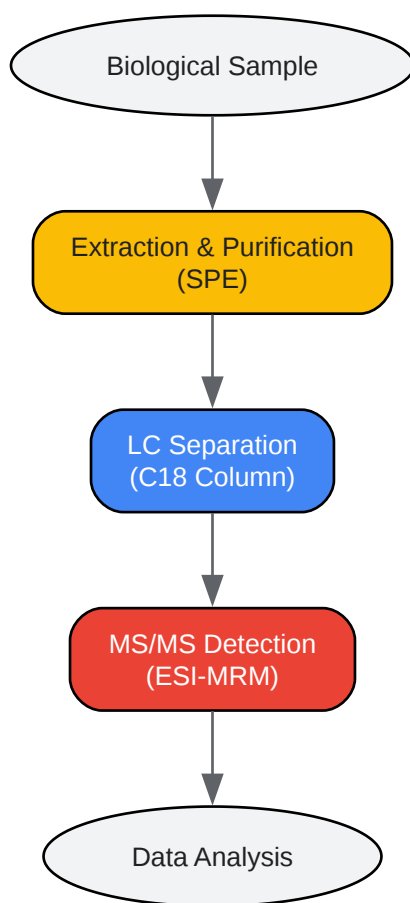 Biological Sample
Extraction & Purification
(SPE)
LC Separation
(C18 Column)
MS/MS Detection
(ESI-MRM)
Data Analysis